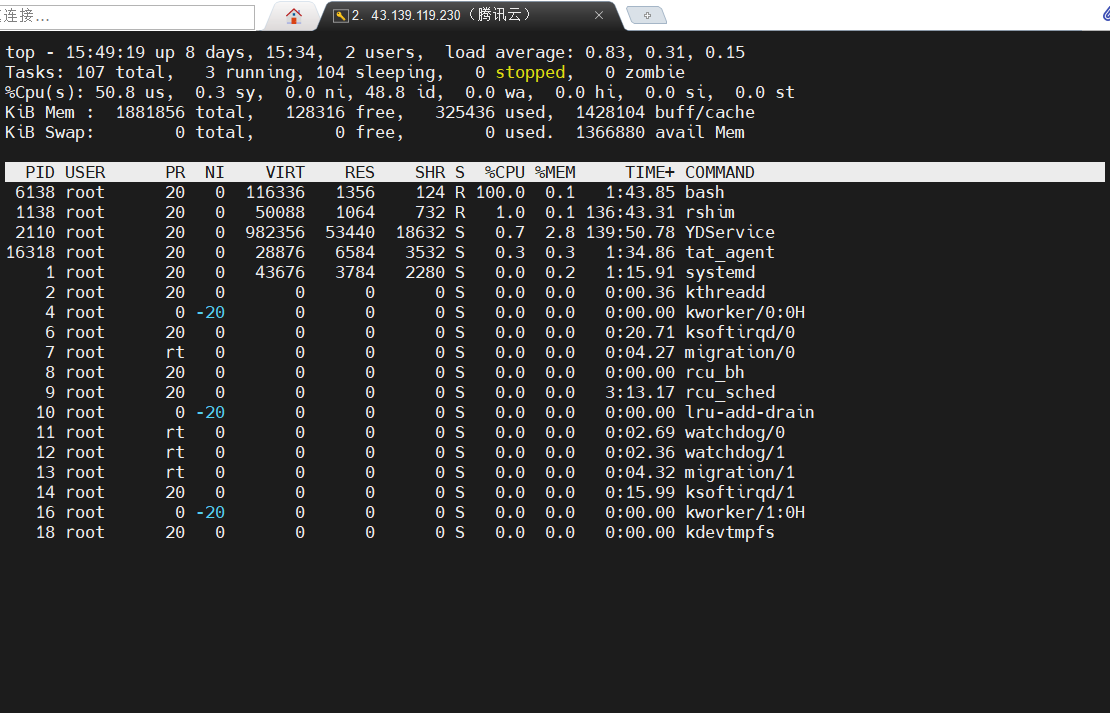 连接...
2. 43.139.119.230（腾讯云）
top - 15:49:19 up 8 days, 15:34,  2 users,  load average: 0.83, 0.31, 0.15
Tasks: 107 total,   3 running, 104 sleeping,   0 stopped,   0 zombie
%Cpu(s): 50.8 us,  0.3 sy,  0.0 ni, 48.8 id,  0.0 wa,  0.0 hi,  0.0 si,  0.0 st
KiB Mem :  1881856 total,   128316 free,   325436 used,  1428104 buff/cache
KiB Swap:        0 total,        0 free,        0 used.  1366880 avail Mem
PID USER      PR  NI    VIRT    RES    SHR S  %CPU %MEM     TIME+ COMMAND
6138 root      20   0  116336   1356    124 R 100.0  0.1   1:43.85 bash
1138 root      20   0   50088   1064    732 R   1.0  0.1 136:43.31 rshim
2110 root      20   0  982356  53440  18632 S   0.7  2.8 139:50.78 YDService
16318 root      20   0   28876   6584   3532 S   0.3  0.3   1:34.86 tat_agent
1 root      20   0   43676   3784   2280 S   0.0  0.2   1:15.91 systemd
2 root      20   0       0      0      0 S   0.0  0.0   0:00.36 kthreadd
4 root       0 -20       0      0      0 S   0.0  0.0   0:00.00 kworker/0:0H
6 root      20   0       0      0      0 S   0.0  0.0   0:20.71 ksoftirqd/0
7 root      rt   0       0      0      0 S   0.0  0.0   0:04.27 migration/0
8 root      20   0       0      0      0 S   0.0  0.0   0:00.00 rcu_bh
9 root      20   0       0      0      0 S   0.0  0.0   3:13.17 rcu_sched
10 root       0 -20       0      0      0 S   0.0  0.0   0:00.00 lru-add-drain
11 root      rt   0       0      0      0 S   0.0  0.0   0:02.69 watchdog/0
12 root      rt   0       0      0      0 S   0.0  0.0   0:02.36 watchdog/1
13 root      rt   0       0      0      0 S   0.0  0.0   0:04.32 migration/1
14 root      20   0       0      0      0 S   0.0  0.0   0:15.99 ksoftirqd/1
16 root       0 -20       0      0      0 S   0.0  0.0   0:00.00 kworker/1:0H
18 root      20   0       0      0      0 S   0.0  0.0   0:00.00 kdevtmpfs